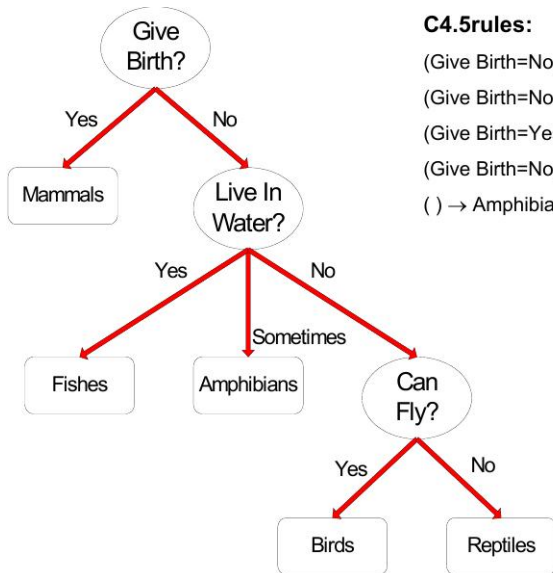 Give
Birth?
C4.5rules:
(Give Birth=No
(Give Birth=No
(Give Birth=Ye
(Give Birth=No
( ) → Amphibia
Yes
No
Mammals
Live In
Water?
Yes
No
Sometimes
Fishes
Amphibians
Can
Fly?
Yes
No
Birds
Reptiles